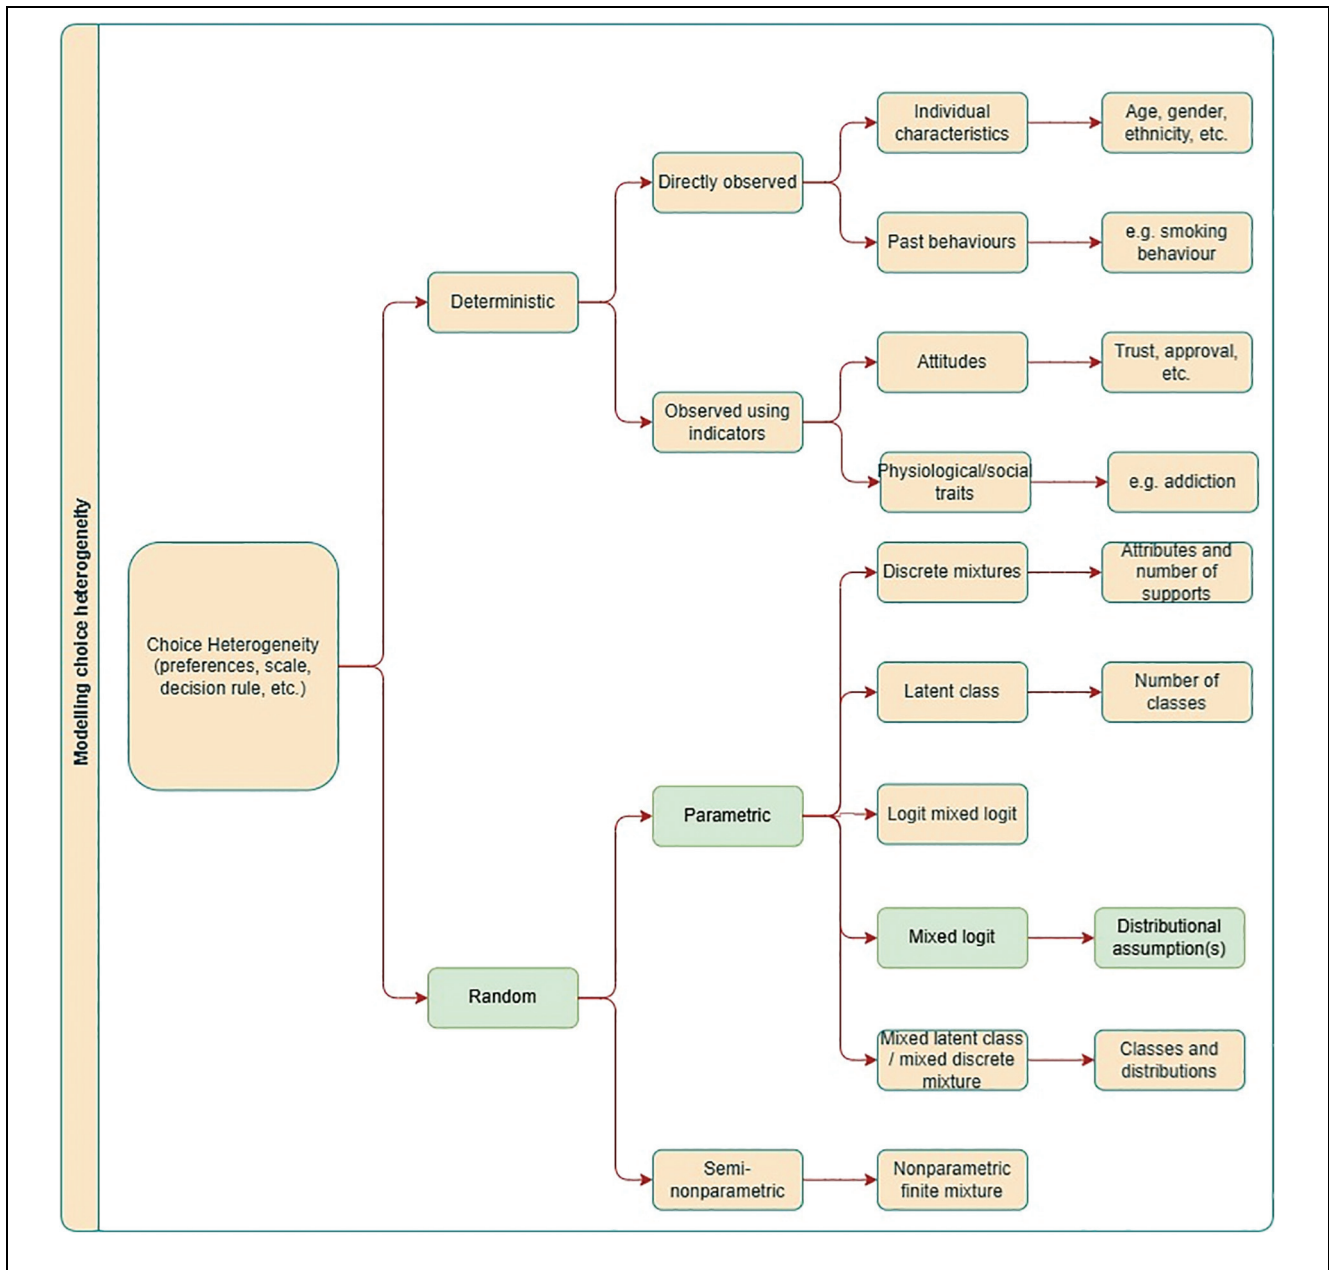 Modelling choice heterogeneity
Choice Heterogeneity
(preferences, scale,
decision rule, etc.)
Deterministic
Directly observed
Individual
characteristics
Age, gender,
ethnicity, etc.
Past behaviours
e.g. smoking
behaviour
Observed using
indicators
Attitudes
Trust, approval,
etc.
Physiological/social
traits
e.g. addiction
Random
Parametric
Discrete mixtures
Attributes and
number of
supports
Latent class
Number of
classes
Logit mixed logit
Mixed logit
Distributional
assumption(s)
Mixed latent class
/ mixed discrete
mixture
Classes and
distributions
Semi-
nonparametric
Nonparametric
finite mixture